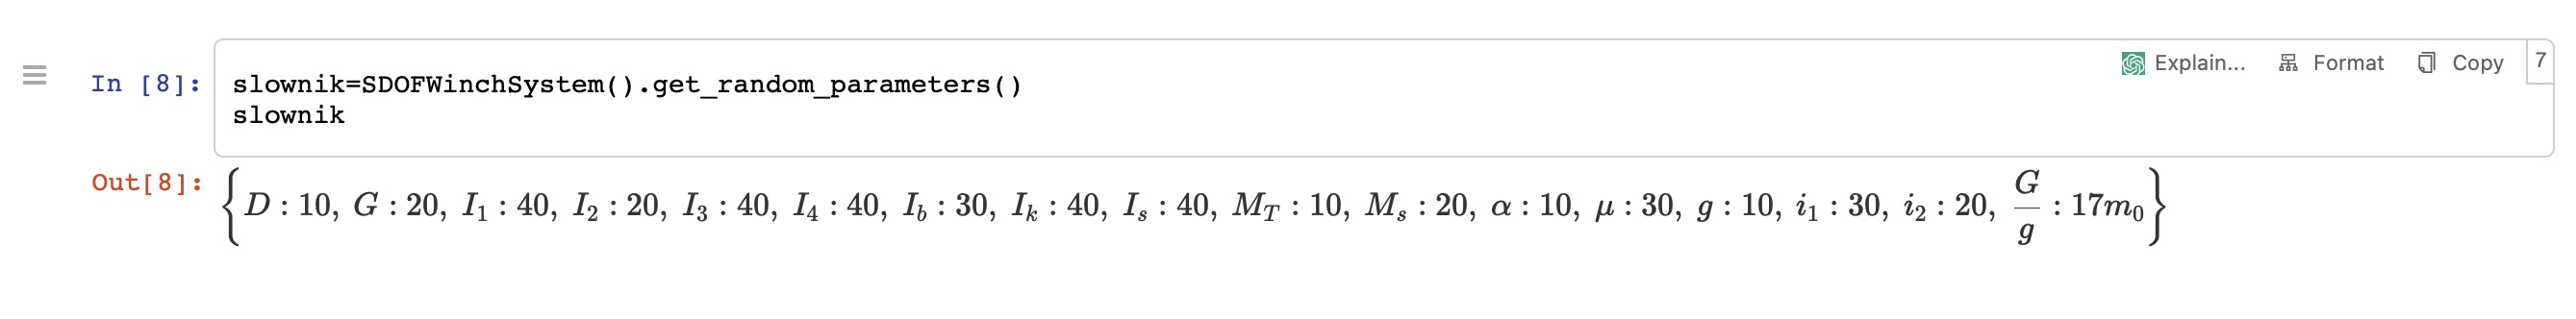 Explain... Format Copy 7
In [8]: slownik=SDOFWinchSystem().get_random_parameters()
slownik
Out[8]: {D : 10, G : 20, I₁ : 40, I₂ : 20, I₃ : 40, I₄ : 40, I_b : 30, I_k : 40, I_s : 40, M_T : 10, M_s : 20, α : 10, μ : 30, g : 10, i₁ : 30, i₂ : 20, G/g : 17m₀}